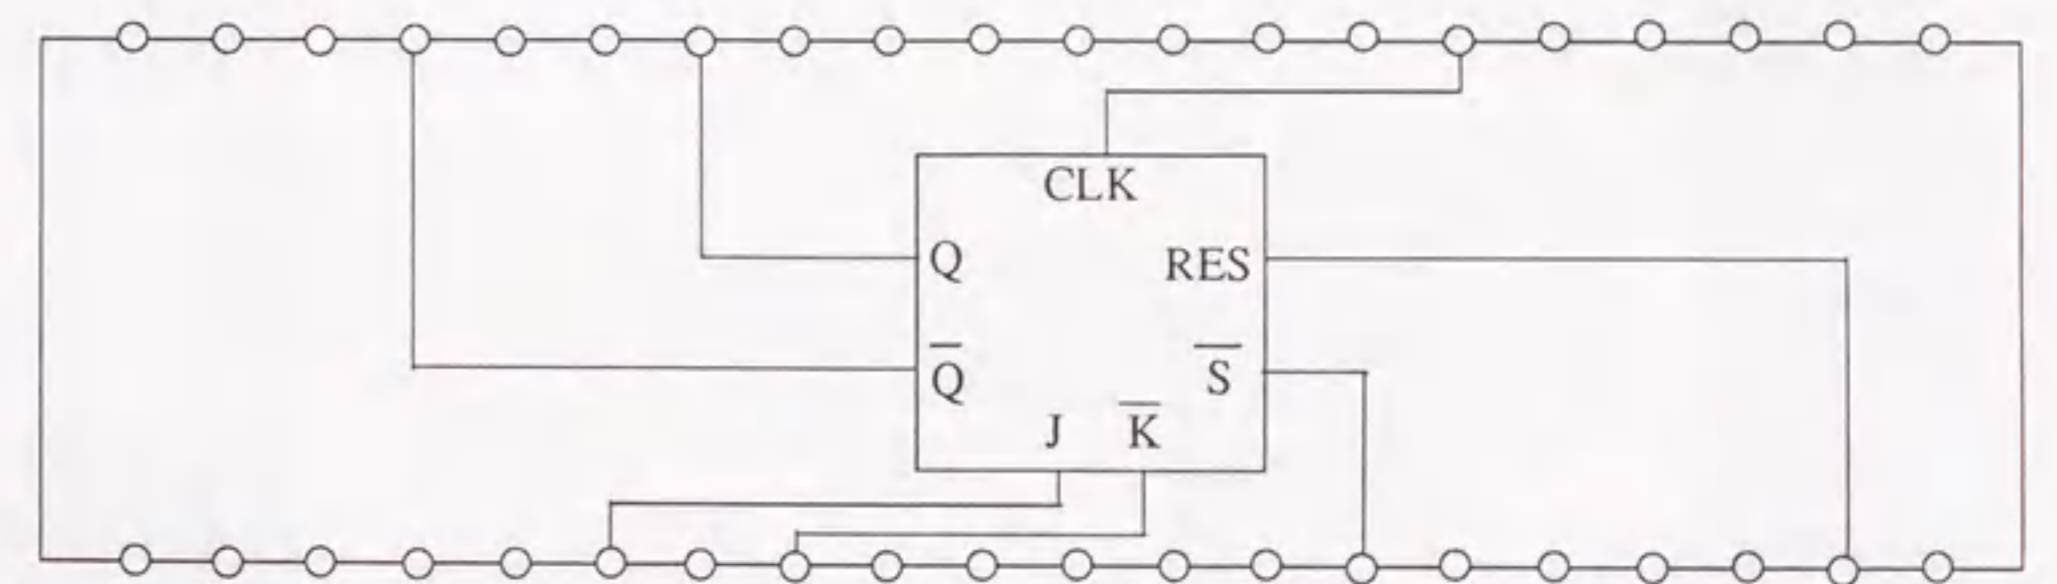 CLK
Q RES
Q̅ S̅
J K̅